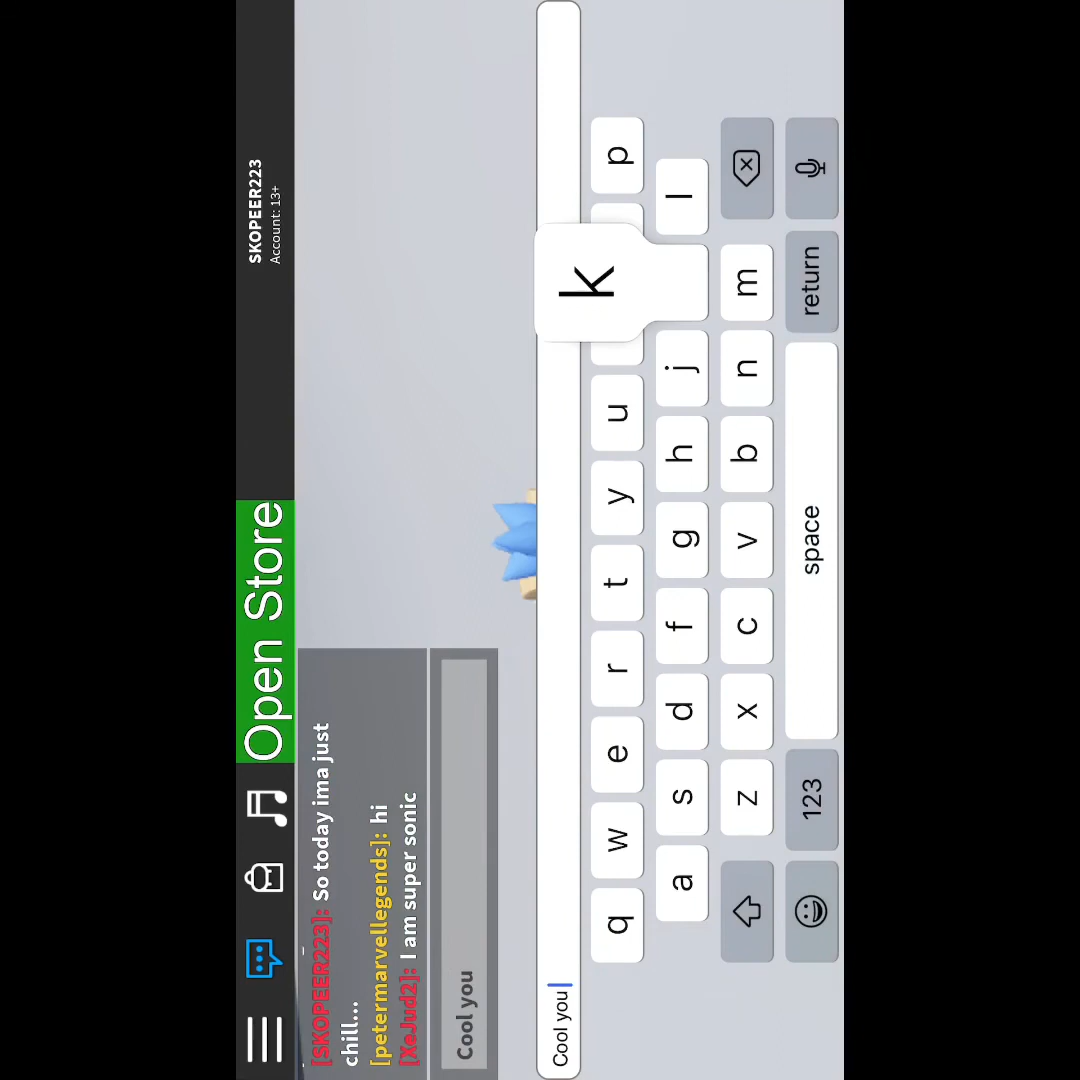 Open Store
SKOPEER223
Account: 13+
[SKOPEER223]: So today ima just
chill...
[petermarvellegends]: hi
[XeJud2]: I am super sonic
Cool you
Cool you
q w e r t y u p
a s d f g h j k l
z x c v b n m
123 space return